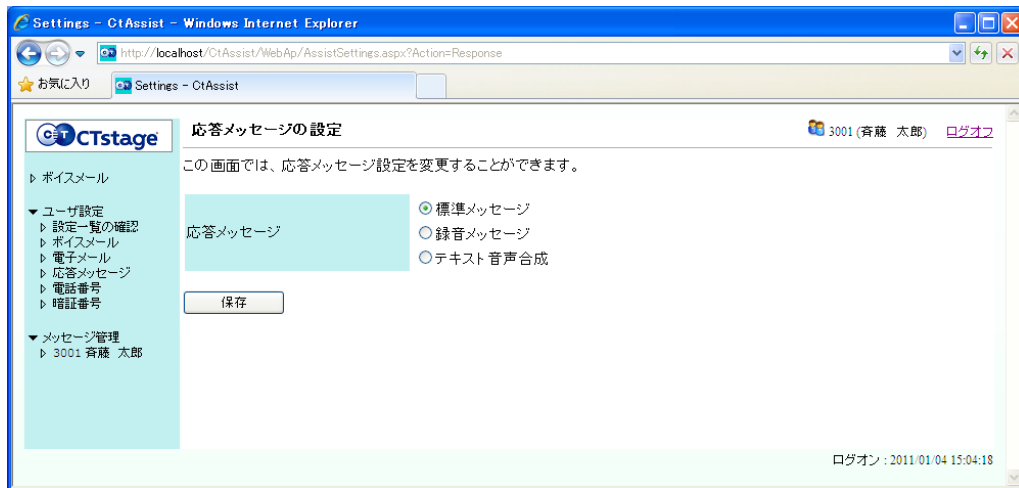 Settings - CtAssist - Windows Internet Explorer
http://localhost/CtAssist/WebAp/AssistSettings.aspx?Action=Response
お気に入り
Settings - CtAssist
CT CTstage
応答メッセージの設定
3001 (斉藤 太郎)
ログオフ
この画面では、応答メッセージ設定を変更することができます。
ボイスメール
ユーザ設定
設定一覧の確認
ボイスメール
電子メール
応答メッセージ
電話番号
暗証番号
メッセージ管理
3001 斉藤 太郎
応答メッセージ
標準メッセージ
録音メッセージ
テキスト音声合成
保存
ログオン : 2011/01/04 15:04:18